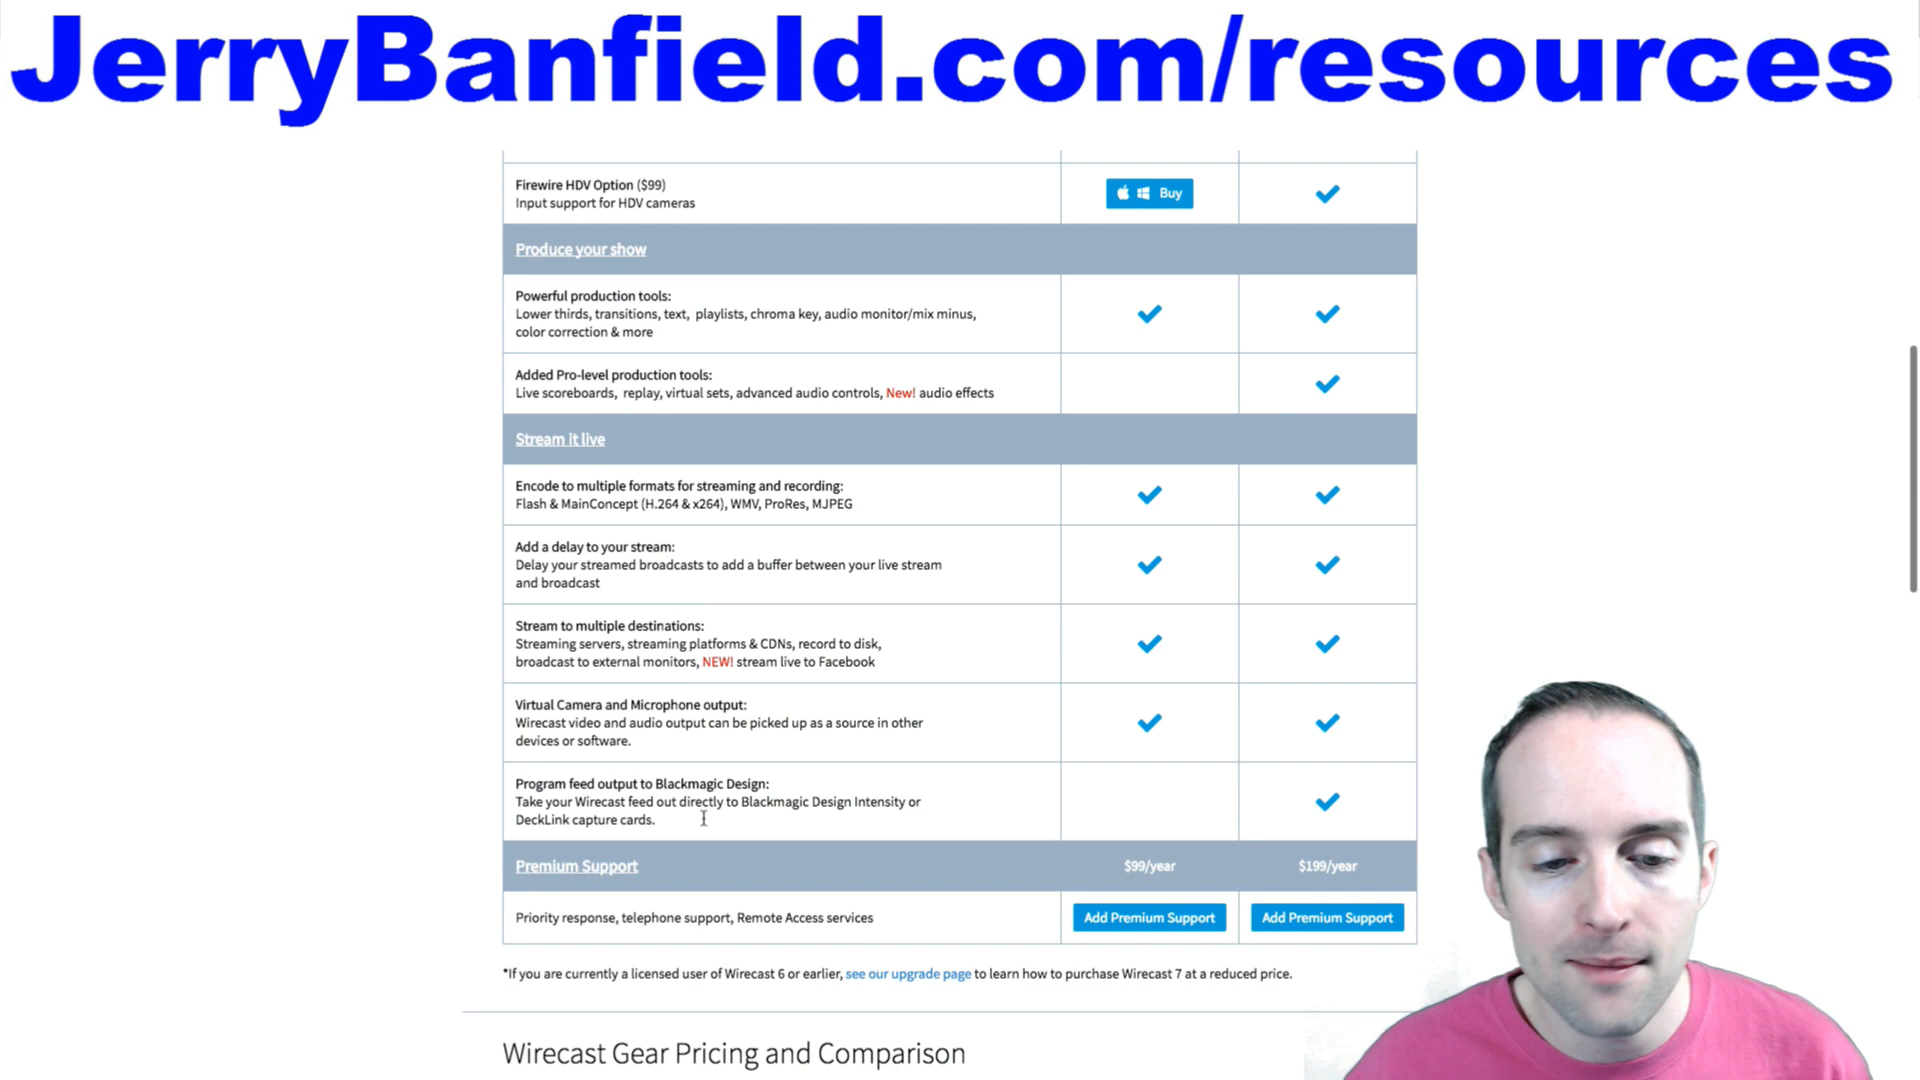 JerryBanfield.com/resources
Firewire HDV Option ($99)
Input support for HDV cameras
Buy
Produce your show
Powerful production tools:
Lower thirds, transitions, text, playlists, chroma key, audio monitor/mix minus,
color correction & more
Added Pro-level production tools:
Live scoreboards, replay, virtual sets, advanced audio controls, New! audio effects
Stream it live
Encode to multiple formats for streaming and recording:
Flash & MainConcept (H.264 & x264), WMV, ProRes, MJPEG
Add a delay to your stream:
Delay your streamed broadcasts to add a buffer between your live stream
and broadcast
Stream to multiple destinations:
Streaming servers, streaming platforms & CDNs, record to disk,
broadcast to external monitors, NEW! stream live to Facebook
Virtual Camera and Microphone output:
Wirecast video and audio output can be picked up as a source in other
devices or software.
Program feed output to Blackmagic Design:
Take your Wirecast feed out directly to Blackmagic Design Intensity or
DeckLink capture cards.
Premium Support $99/year $199/year
Priority response, telephone support, Remote Access services Add Premium Support Add Premium Support
*If you are currently a licensed user of Wirecast 6 or earlier, see our upgrade page to learn how to purchase Wirecast 7 at a reduced price.
Wirecast Gear Pricing and Comparison